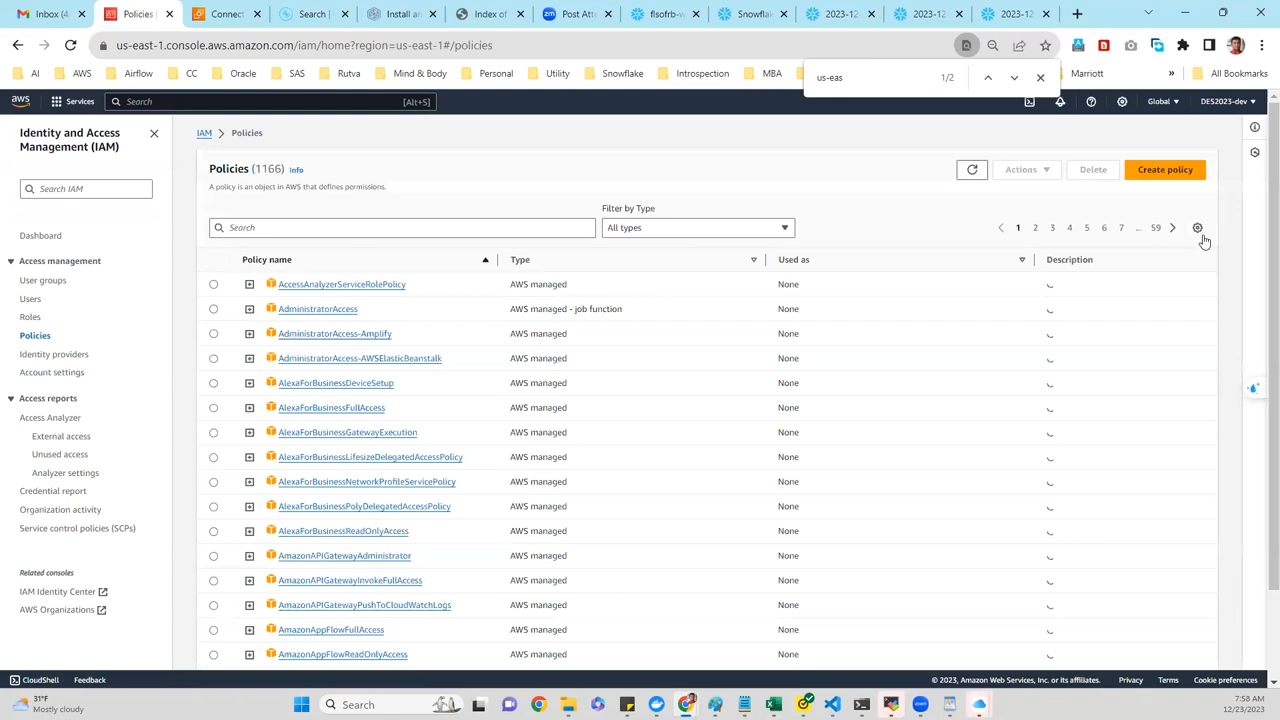 Inbox (4
Policies |
Connect
Search |
Install an
Index of
Post Atte
flsofrb-w
Snowflak
2023-12
2023-12
2023-12
us-east-1.console.aws.amazon.com/iam/home?region=us-east-1#/policies
AI AWS Airflow CC Oracle SAS Rutva Mind & Body Personal Utility Snowflake Introspection MBA Marriott » All Bookmarks
us-eas 1/2
aws Services Search [Alt+S] Global DES2023-dev
Identity and Access Management (IAM)
Search IAM
Dashboard
Access management
User groups
Users
Roles
Policies
Identity providers
Account settings
Access reports
Access Analyzer
External access
Unused access
Analyzer settings
Credential report
Organization activity
Service control policies (SCPs)
Related consoles
IAM Identity Center
AWS Organizations
IAM > Policies
Policies (1166) Info
A policy is an object in AWS that defines permissions.
Actions Delete Create policy
Filter by Type
Search All types 1 2 3 4 5 6 7 ... 59
Policy name Type Used as Description
AccessAnalyzerServiceRolePolicy AWS managed None
AdministratorAccess AWS managed - job function None
AdministratorAccess-Amplify AWS managed None
AdministratorAccess-AWSElasticBeanstalk AWS managed None
AlexaForBusinessDeviceSetup AWS managed None
AlexaForBusinessFullAccess AWS managed None
AlexaForBusinessGatewayExecution AWS managed None
AlexaForBusinessLifesizeDelegatedAccessPolicy AWS managed None
AlexaForBusinessNetworkProfileServicePolicy AWS managed None
AlexaForBusinessPolyDelegatedAccessPolicy AWS managed None
AlexaForBusinessReadOnlyAccess AWS managed None
AmazonAPIGatewayAdministrator AWS managed None
AmazonAPIGatewayInvokeFullAccess AWS managed None
AmazonAPIGatewayPushToCloudWatchLogs AWS managed None
AmazonAppFlowFullAccess AWS managed None
AmazonAppFlowReadOnlyAccess AWS managed None
CloudShell Feedback © 2023, Amazon Web Services, Inc. or its affiliates. Privacy Terms Cookie preferences
31°F
Mostly cloudy
Search
7:58 AM
12/23/2023